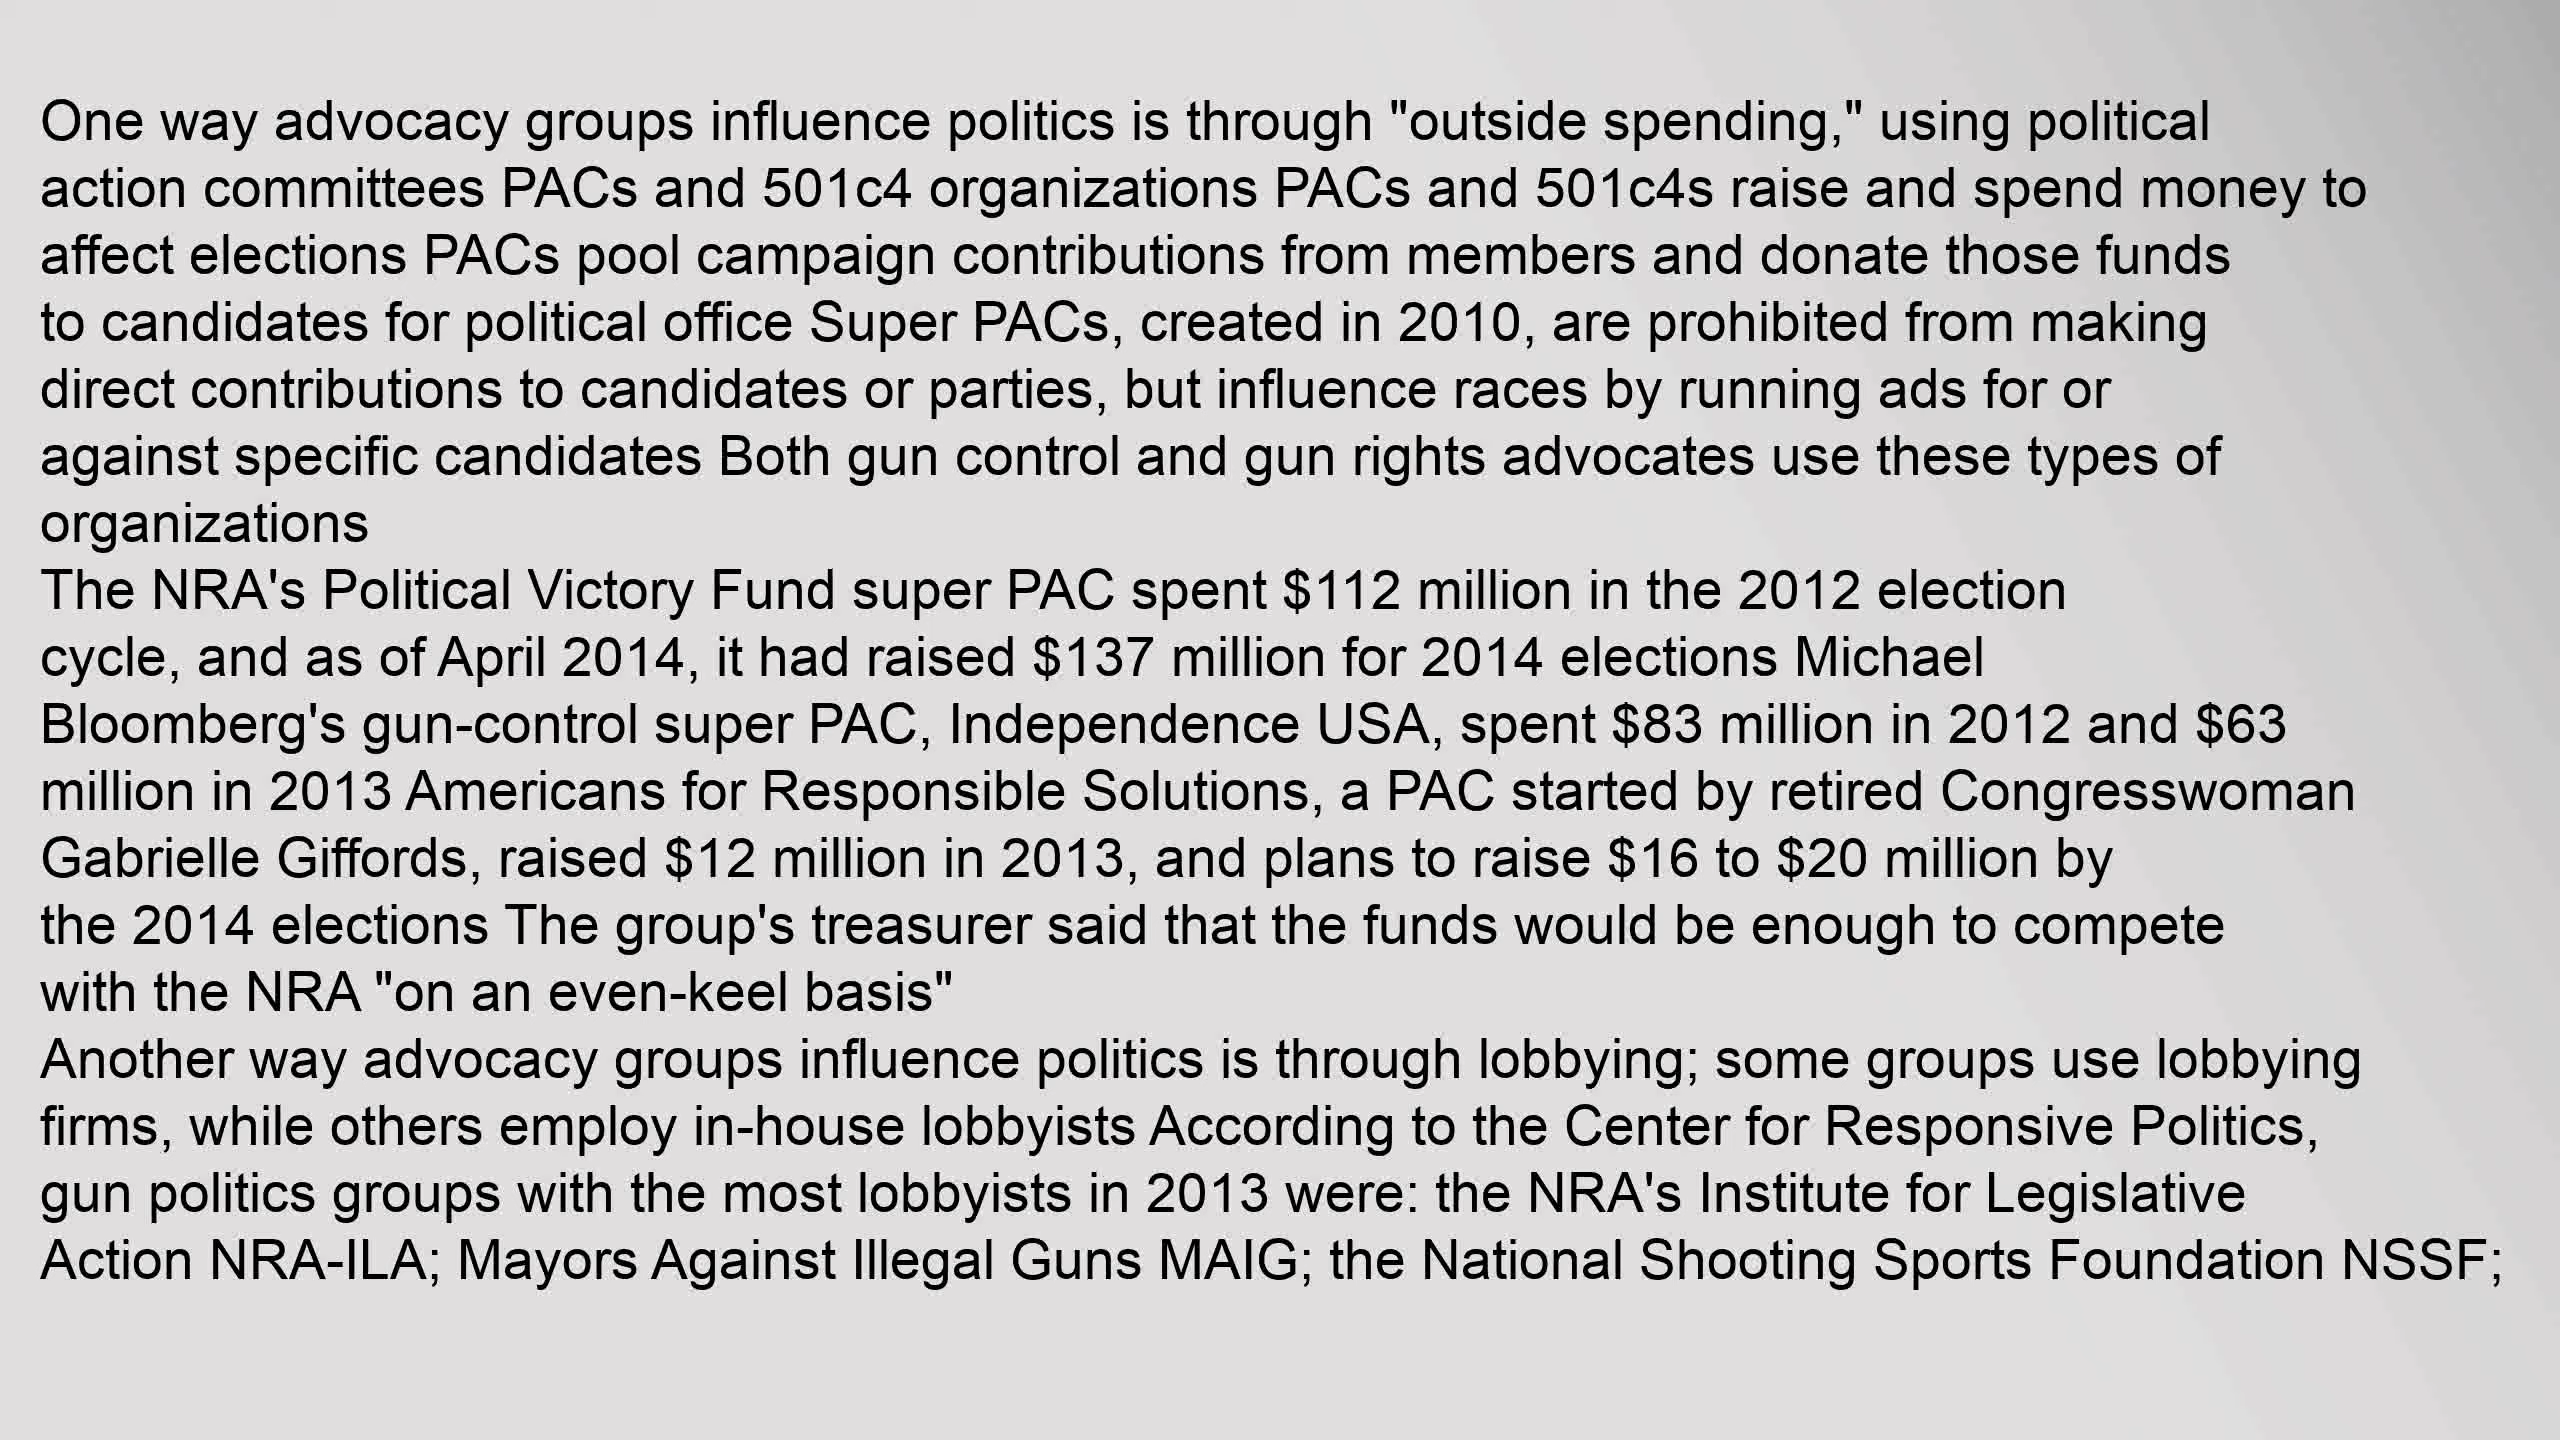 One way advocacy groups influence politics is through "outside spending," using political
action committees PACs and 501c4 organizations PACs and 501c4s raise and spend money to
affect elections PACs pool campaign contributions from members and donate those funds
to candidates for political office Super PACs, created in 2010, are prohibited from making
direct contributions to candidates or parties, but influence races by running ads for or
against specific candidates Both gun control and gun rights advocates use these types of
organizations
The NRA's Political Victory Fund super PAC spent $112 million in the 2012 election
cycle, and as of April 2014, it had raised $137 million for 2014 elections Michael
Bloomberg's gun-control super PAC, Independence USA, spent $83 million in 2012 and $63
million in 2013 Americans for Responsible Solutions, a PAC started by retired Congresswoman
Gabrielle Giffords, raised $12 million in 2013, and plans to raise $16 to $20 million by
the 2014 elections The group's treasurer said that the funds would be enough to compete
with the NRA "on an even-keel basis"
Another way advocacy groups influence politics is through lobbying; some groups use lobbying
firms, while others employ in-house lobbyists According to the Center for Responsive Politics,
gun politics groups with the most lobbyists in 2013 were: the NRA's Institute for Legislative
Action NRA-ILA; Mayors Against Illegal Guns MAIG; the National Shooting Sports Foundation NSSF;